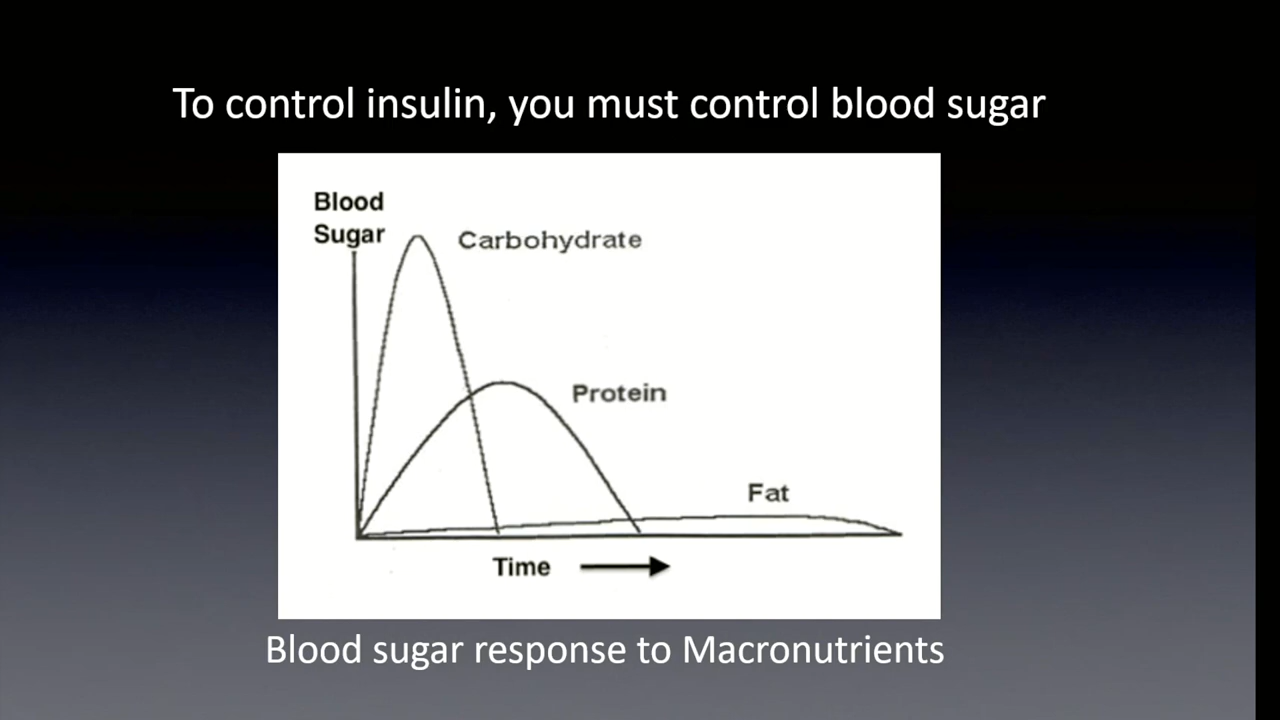 To control insulin, you must control blood sugar
Blood
Sugar
Carbohydrate
Protein
Fat
Time
Blood sugar response to Macronutrients